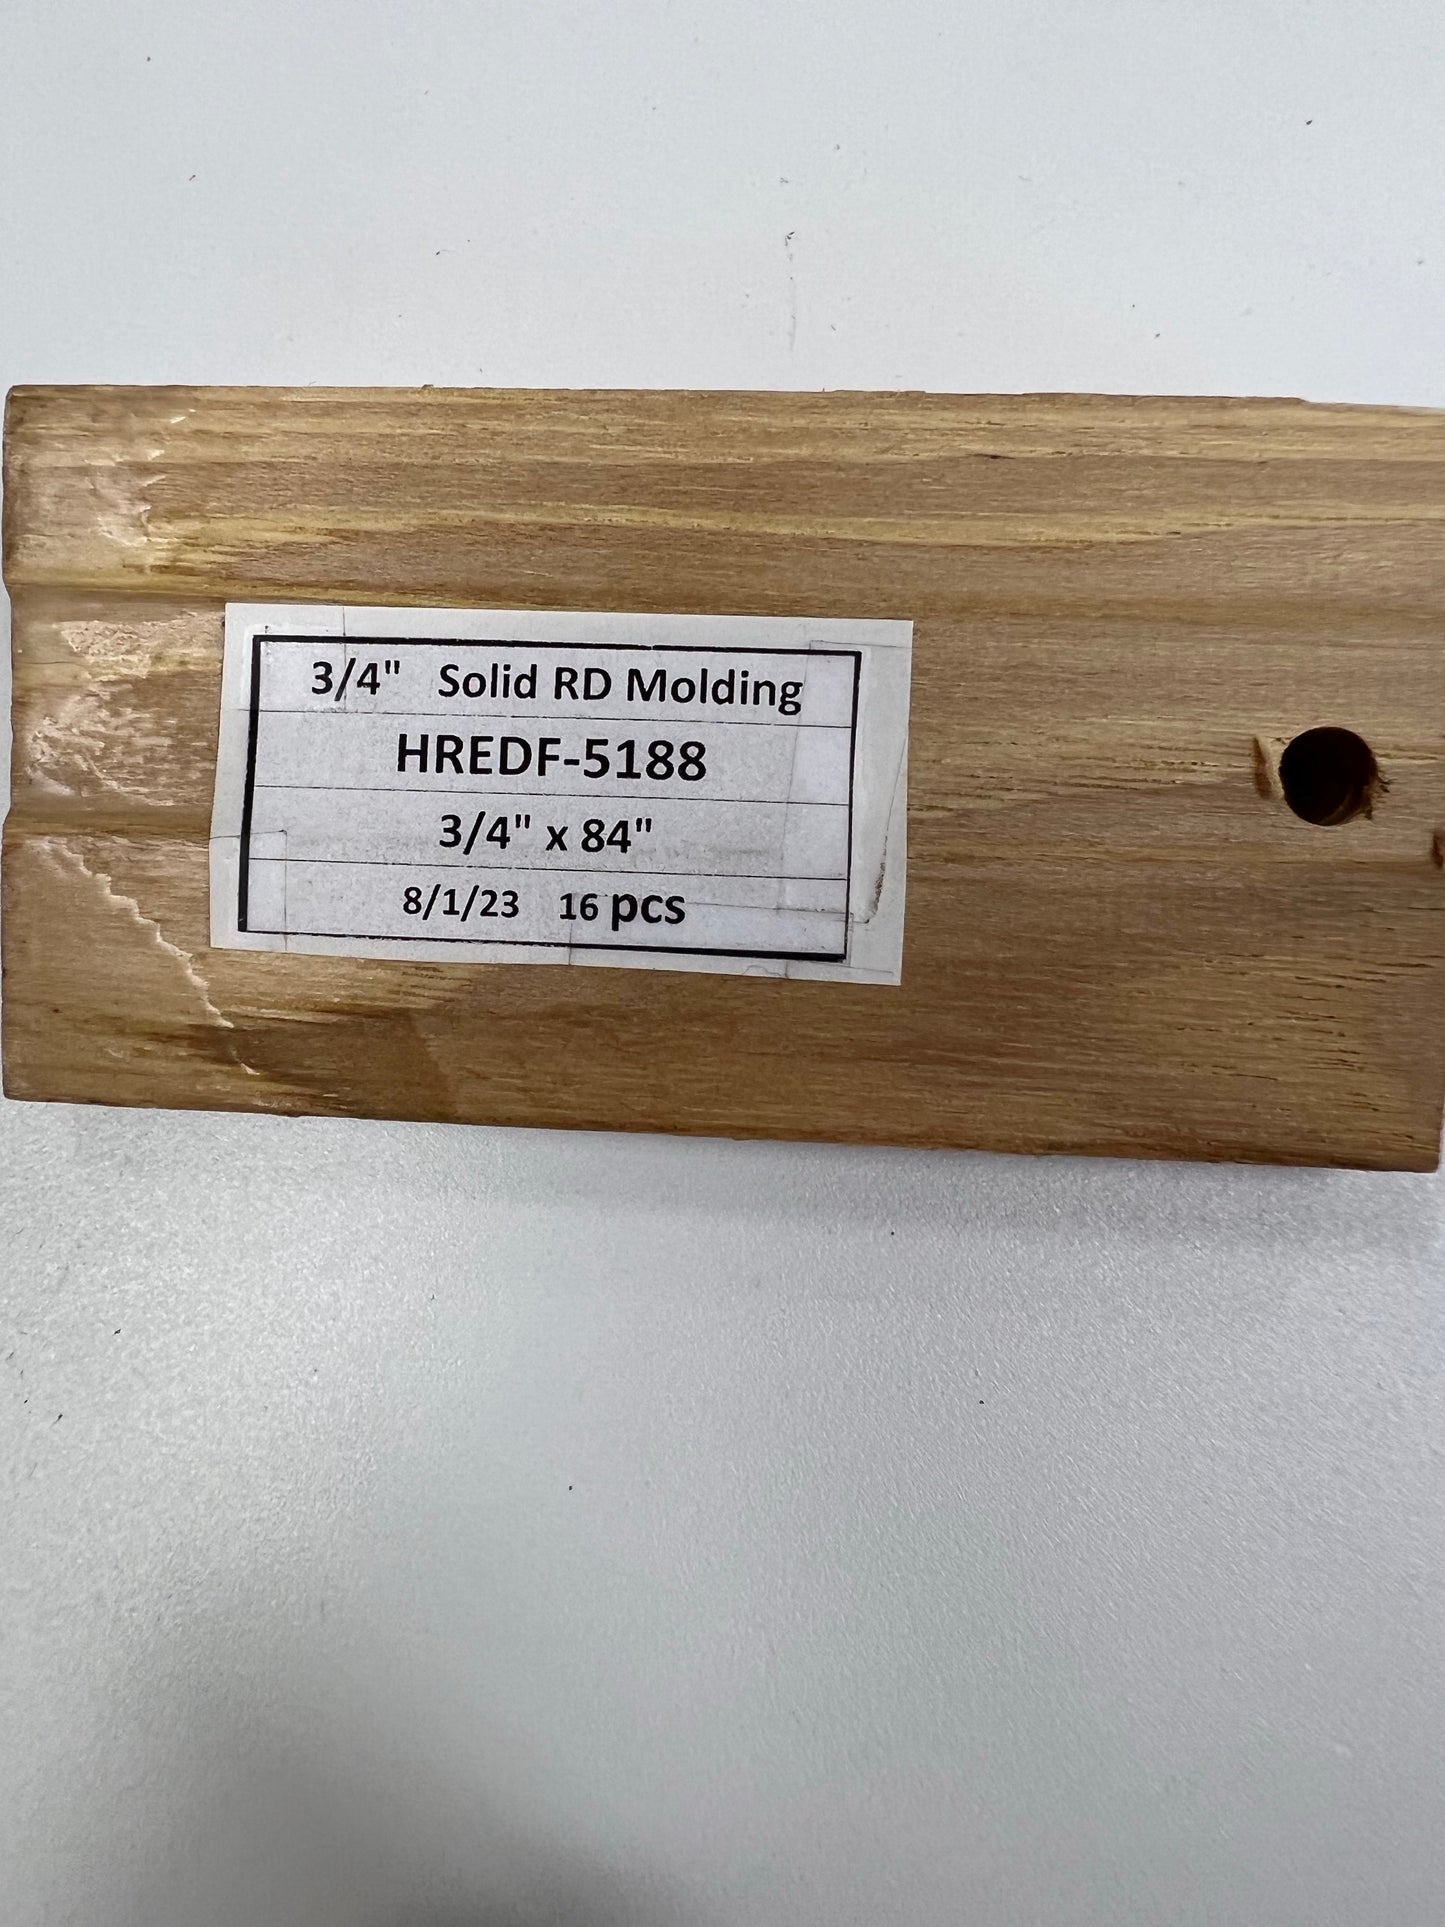 3/4" Solid RD Molding
HREDF-5188
3/4" x 84"
8/1/23 16 pcs